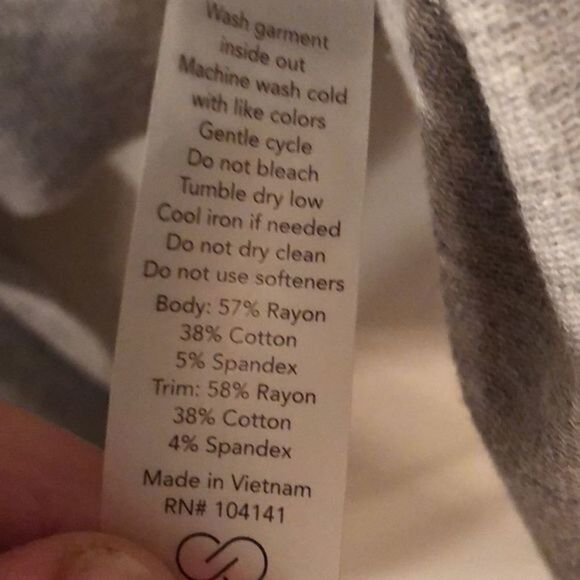 Wash garment
inside out
Machine wash cold
with like colors
Gentle cycle
Do not bleach
Tumble dry low
Cool iron if needed
Do not dry clean
Do not use softeners
Body: 57% Rayon
38% Cotton
5% Spandex
Trim: 58% Rayon
38% Cotton
4% Spandex
Made in Vietnam
RN# 104141